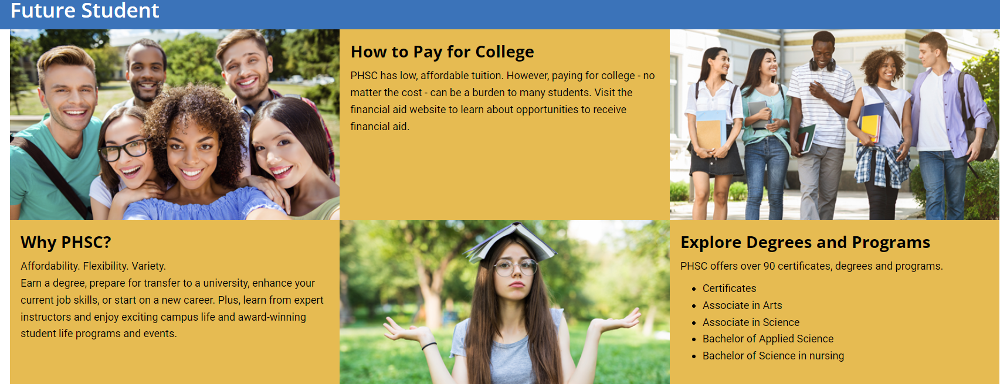 Future Student
How to Pay for College
PHSC has low, affordable tuition. However, paying for college - no
matter the cost - can be a burden to many students. Visit the
financial aid website to learn about opportunities to receive
financial aid.
Why PHSC?
Affordability. Flexibility. Variety.
Earn a degree, prepare for transfer to a university, enhance your
current job skills, or start on a new career. Plus, learn from expert
instructors and enjoy exciting campus life and award-winning
student life programs and events.
Explore Degrees and Programs
PHSC offers over 90 certificates, degrees and programs.
• Certificates
• Associate in Arts
• Associate in Science
• Bachelor of Applied Science
• Bachelor of Science in nursing